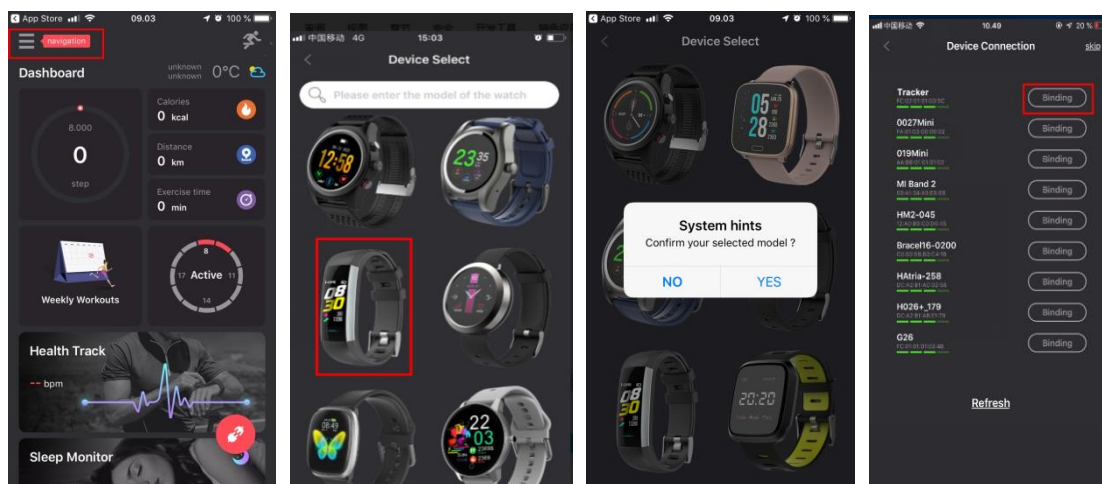 App Store
09.03
100 %
navigation
Dashboard
unknown
unknown
0°C
8.000
0
step
Calories
0 kcal
Distance
0 km
Exercise time
0 min
Weekly Workouts
8
17 Active 11
14
Health Track
-- bpm
Sleep Monitor
中国移动 4G
15:03
Device Select
Please enter the model of the watch
12:58
23 35
08
30
08:49
22
03
App Store
09.03
100 %
Device Select
05
28
System hints
Confirm your selected model ?
NO
YES
08
30
20:20
中国移动
10.49
20 %
Device Connection
skip
Tracker
Binding
0027Mini
Binding
019Mini
Binding
MI Band 2
Binding
HM2-045
Binding
Bracel16-0200
Binding
HAtria-258
Binding
H026+_179
Binding
G26
Binding
Refresh